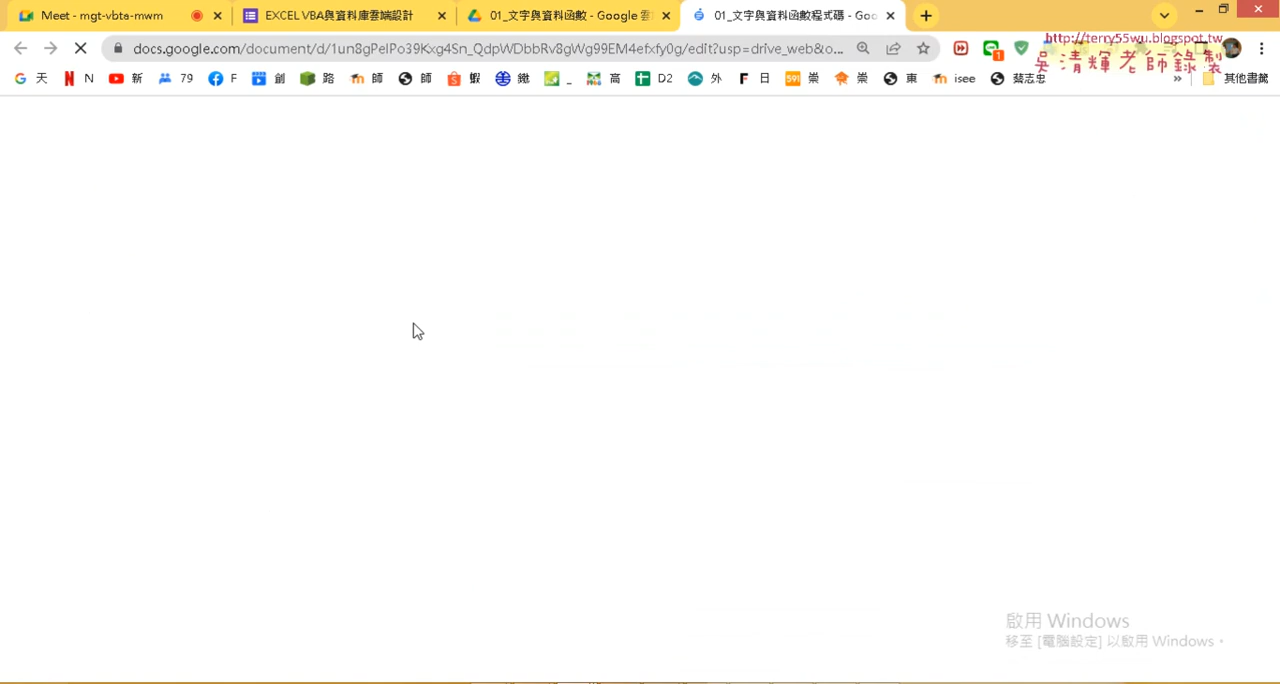 Meet - mgt-vbta-mwm
EXCEL VBA與資料庫雲端設計
01_文字與資料函數 - Google 雲
01_文字與資料函數程式碼 - Goo
docs.google.com/document/d/1un8gPelPo39Kxg4Sn_QdpWDbbRv8gWg99EM4efxfy0g/edit?usp=drive_web&o...
http://terry55wu.blogspot.tw
吳清輝老師錄製
天 N 新 79 F 創 路 師 師 蝦 鐵 _ 高 D2 外 日 崇 崇 東 isee 蔡志忠 » 其他書籤
啟用 Windows
移至 [電腦設定] 以啟用 Windows。